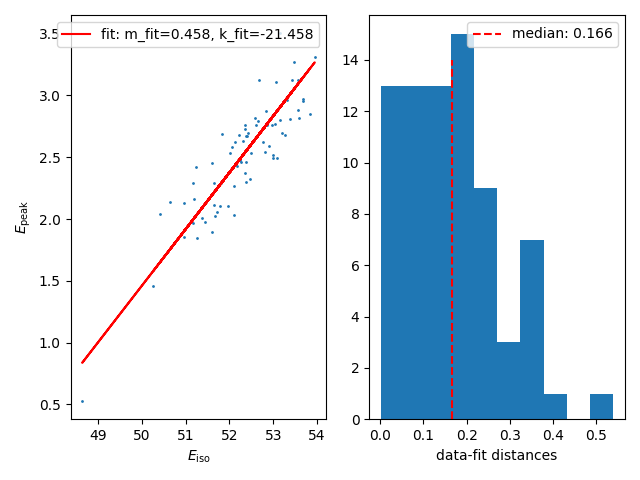 3.5
3.0
2.5
2.0
1.5
1.0
0.5
E_peak
49 50 51 52 53 54
E_iso
fit: m_fit=0.458, k_fit=-21.458
14
12
10
8
6
4
2
0
0.0 0.1 0.2 0.3 0.4 0.5
data-fit distances
median: 0.166